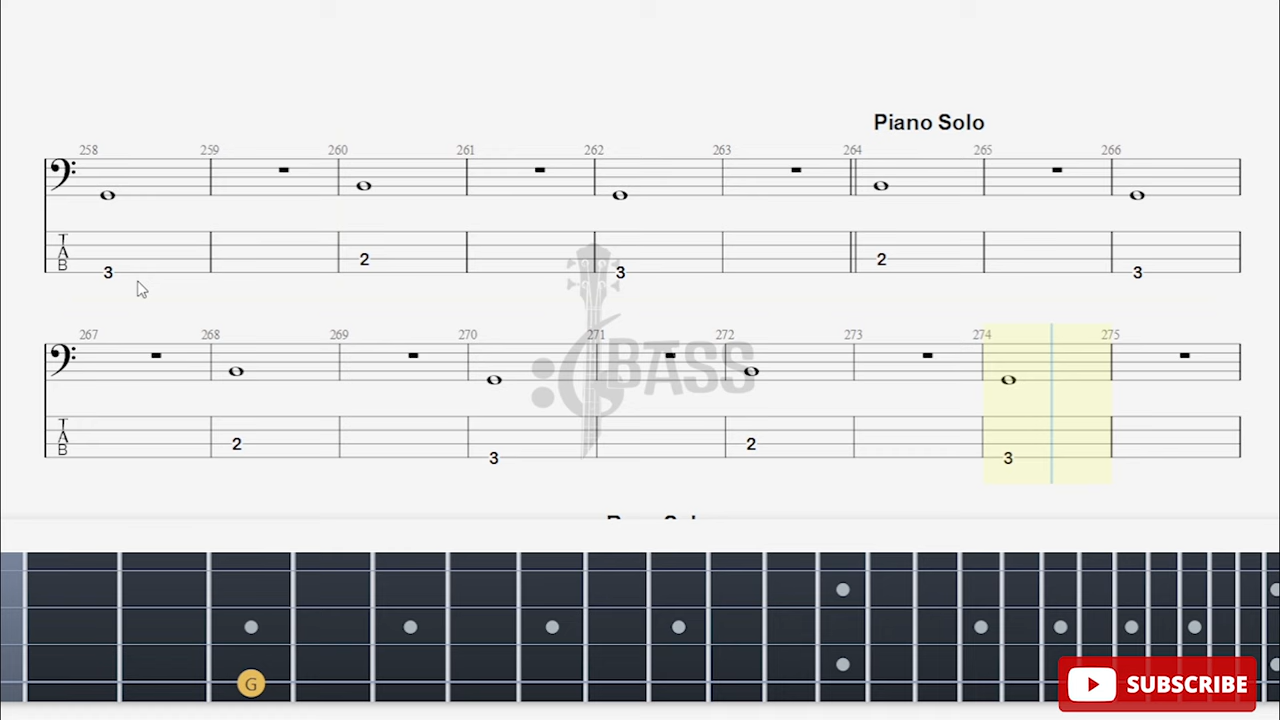 Piano Solo
258 259 260 261 262 263 264 265 266
T
A
B
3 2 3 2 3
267 268 269 270 271 272 273 274 275
BASS
T
A
B
2 3 2 3
G
SUBSCRIBE